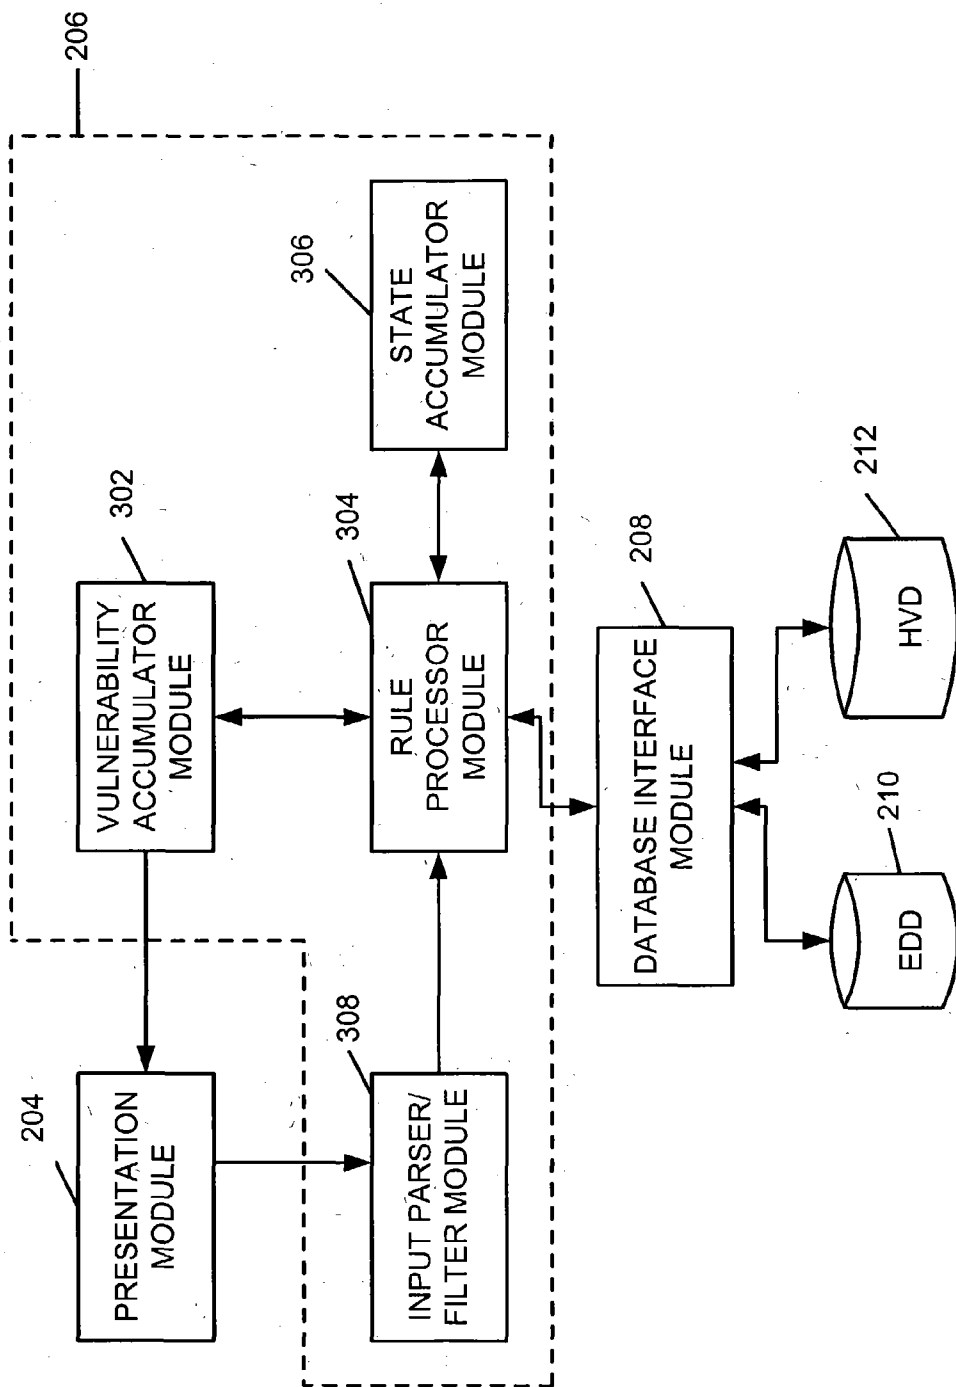 206
204
PRESENTATION
MODULE
302
VULNERABILITY
ACCUMULATOR
MODULE
308
INPUT PARSER/
FILTER MODULE
304
RULE
PROCESSOR
MODULE
306
STATE
ACCUMULATOR
MODULE
208
DATABASE INTERFACE
MODULE
210
EDD
212
HVD